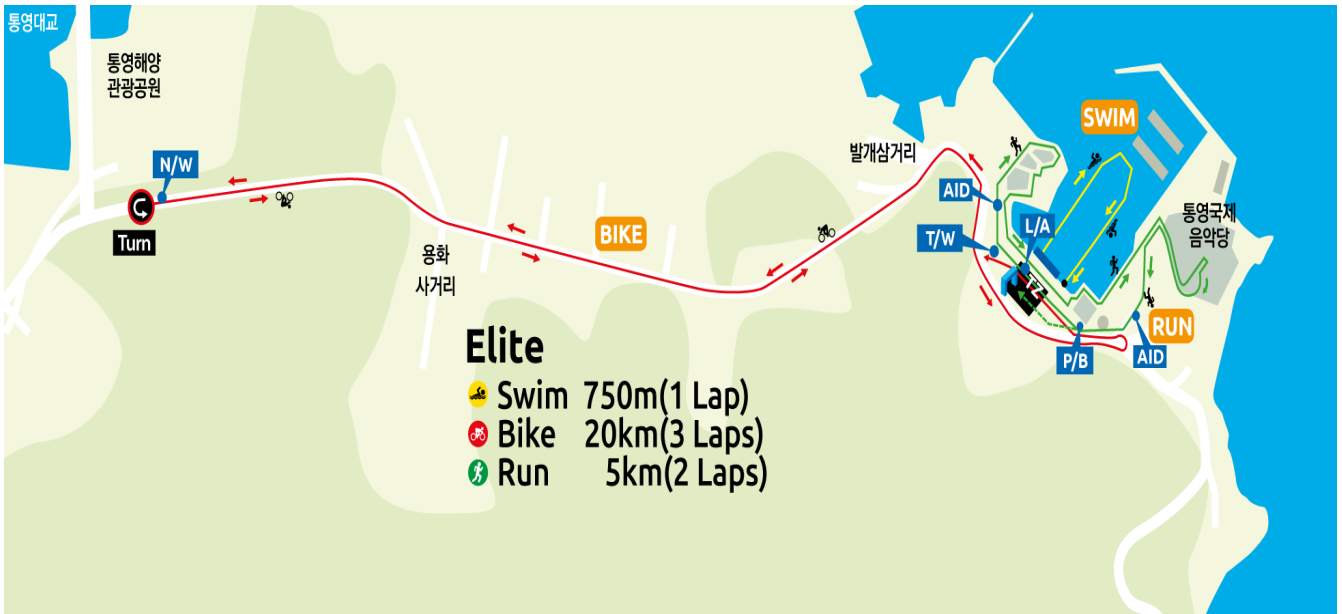 통영대교
통영해양
관광공원
N/W
Turn
용화
사거리
BIKE
발개삼거리
SWIM
AID
T/W
L/A
TZ
통영국제
음악당
RUN
P/B
AID
Elite
Swim 750m(1 Lap)
Bike 20km(3 Laps)
Run 5km(2 Laps)